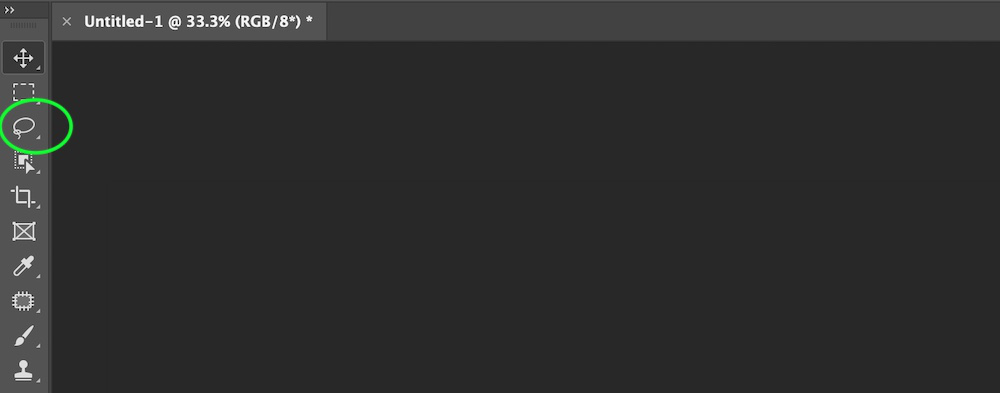 Untitled-1 @ 33.3% (RGB/8*) *